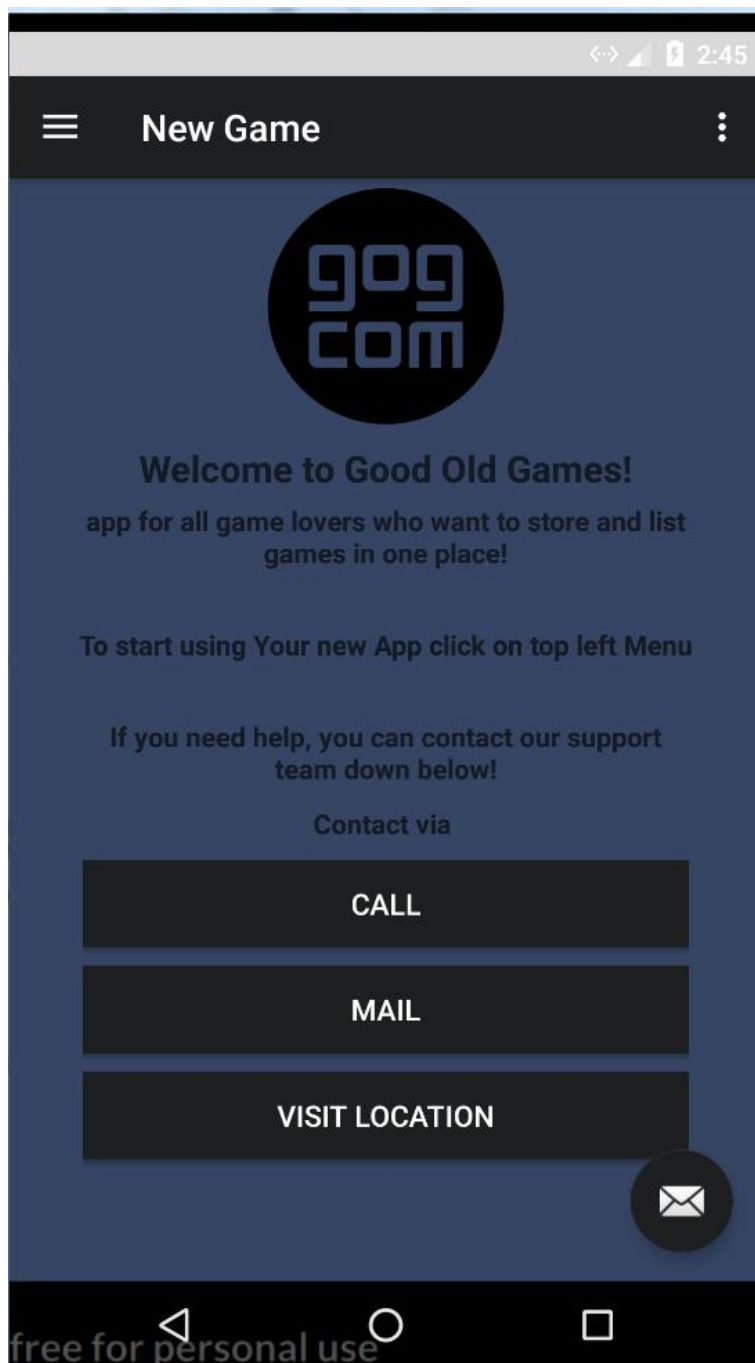 2:45
New Game
gog
com
Welcome to Good Old Games!
app for all game lovers who want to store and list
games in one place!
To start using Your new App click on top left Menu
If you need help, you can contact our support
team down below!
Contact via
CALL
MAIL
VISIT LOCATION
free for personal use